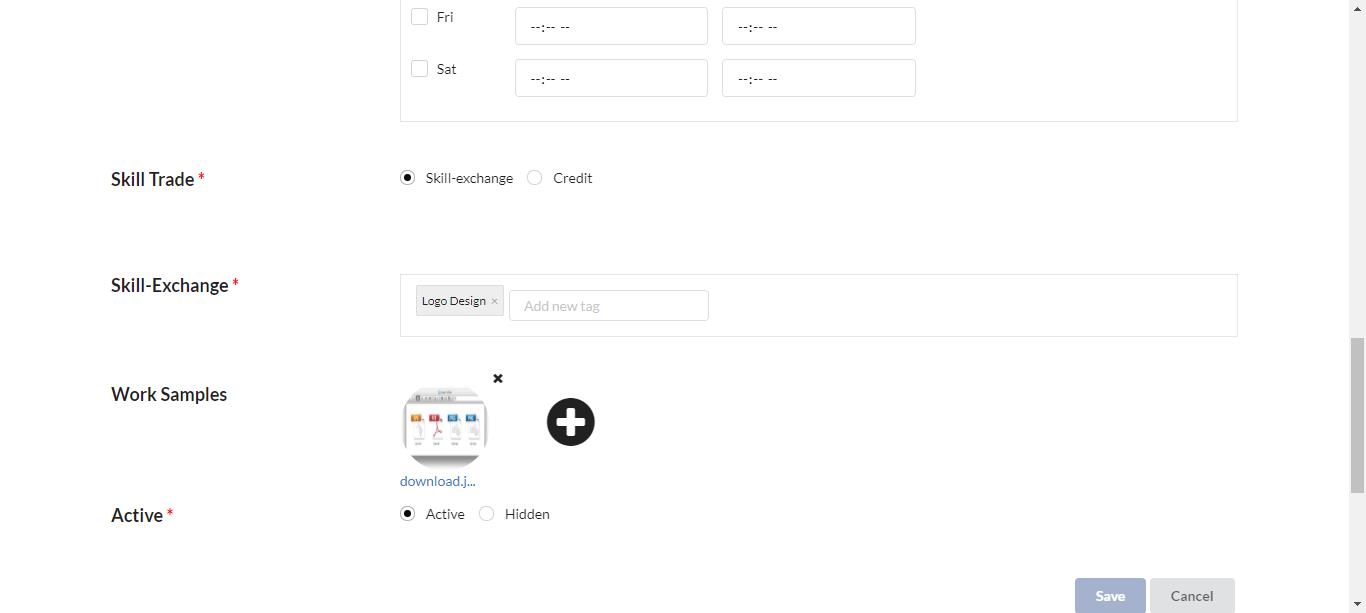 Fri --:-- -- --:-- --
Sat --:-- -- --:-- --
Skill Trade * Skill-exchange Credit
Skill-Exchange * Logo Design × Add new tag
Work Samples
download.j...
Active * Active Hidden
Save Cancel